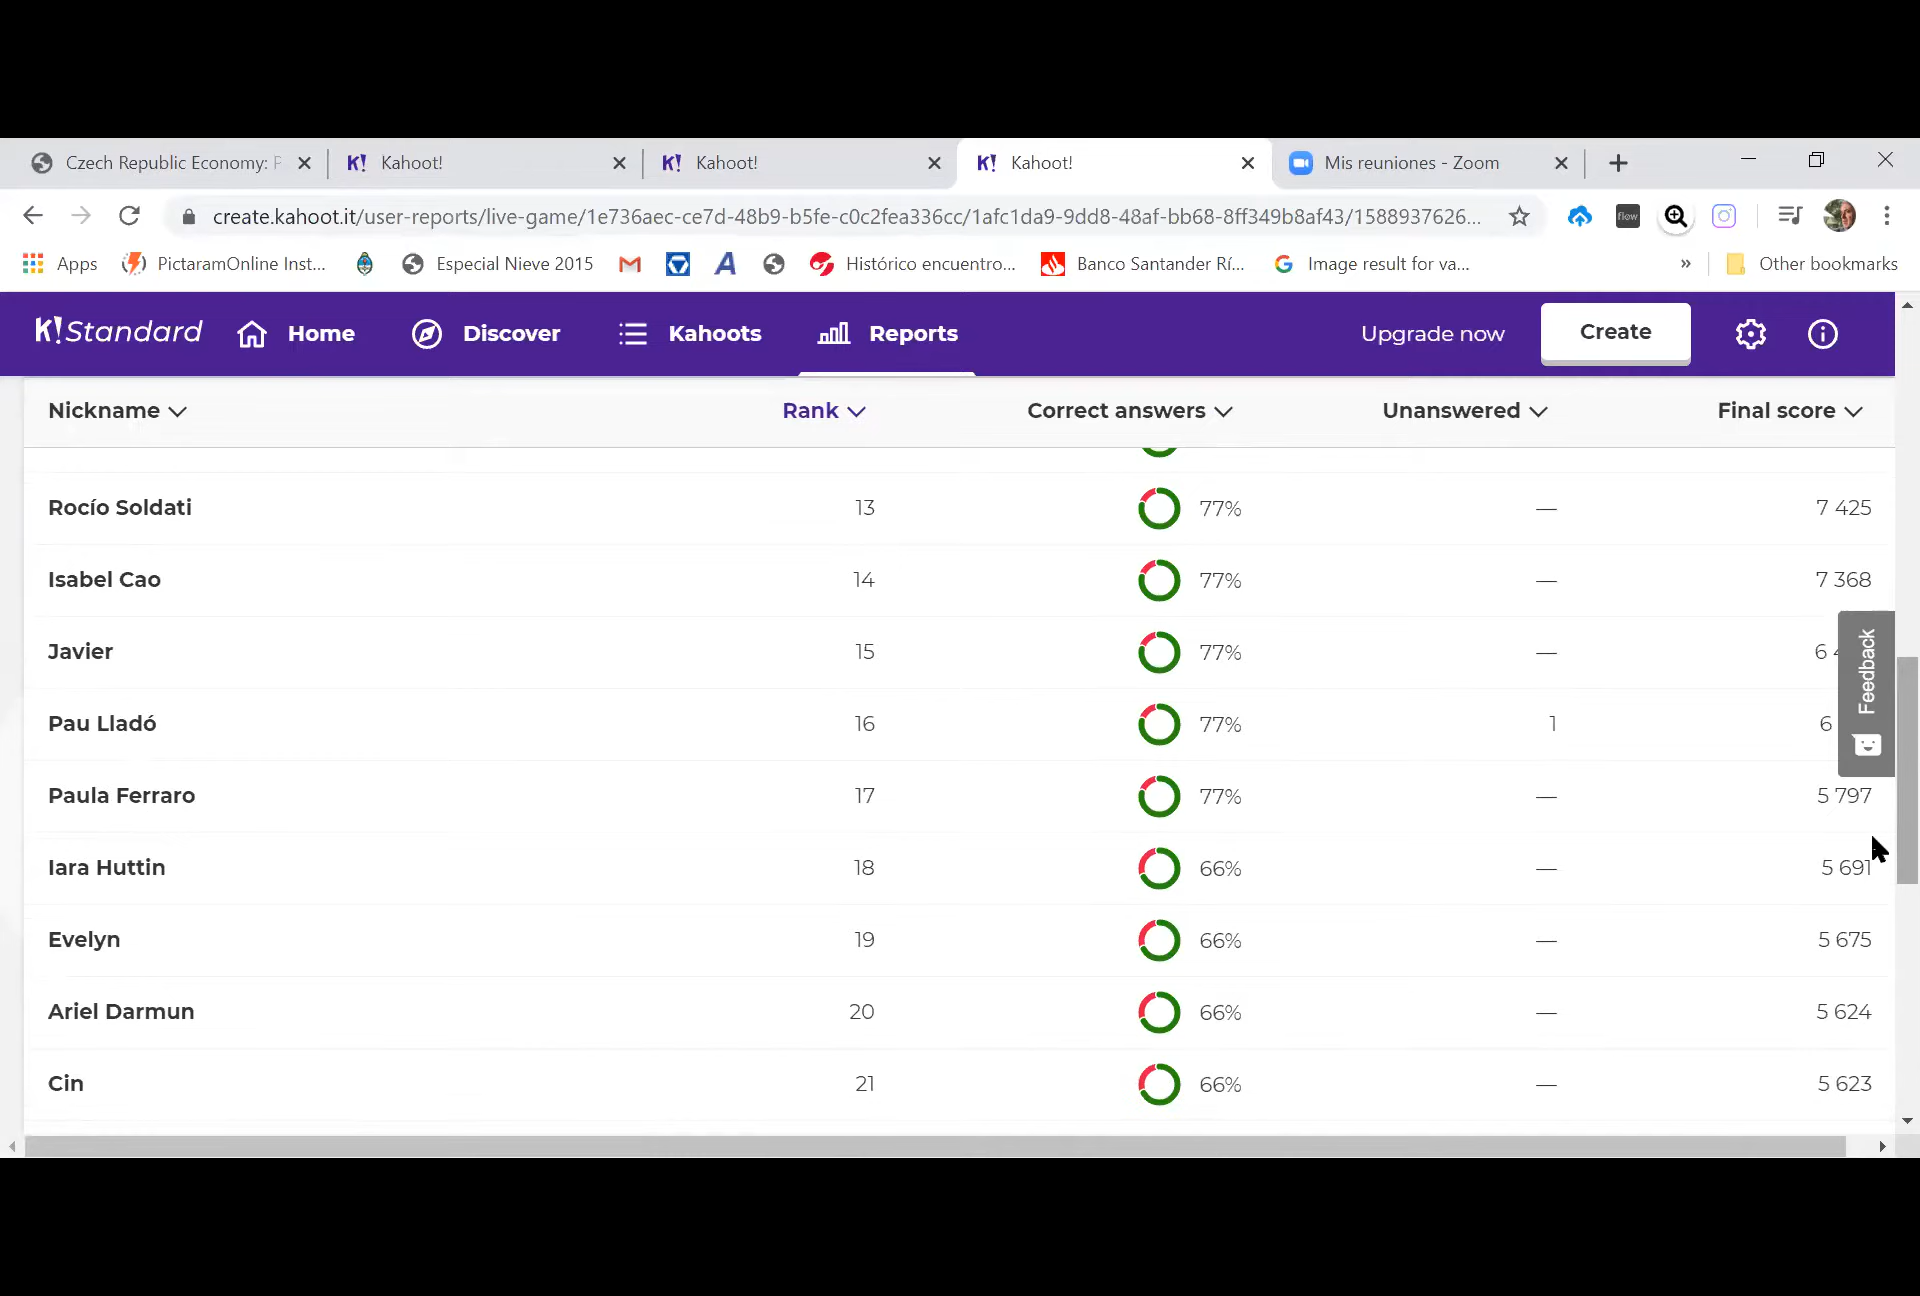 Czech Republic Economy: P
Kahoot!
Kahoot!
Kahoot!
Mis reuniones - Zoom
create.kahoot.it/user-reports/live-game/1e736aec-ce7d-48b9-b5fe-c0c2fea336cc/1afc1da9-9dd8-48af-bb68-8ff349b8af43/1588937626...
flow
Apps
PictaramOnline Inst...
Especial Nieve 2015
Histórico encuentro...
Banco Santander Rí...
Image result for va...
»
Other bookmarks
K!Standard
Home
Discover
Kahoots
Reports
Upgrade now
Create
Nickname Rank Correct answers Unanswered Final score
Rocío Soldati 13 77% — 7 425
Isabel Cao 14 77% — 7 368
Javier 15 77% — 6
Pau Lladó 16 77% 1 6
Paula Ferraro 17 77% — 5 797
Iara Huttin 18 66% — 5 691
Evelyn 19 66% — 5 675
Ariel Darmun 20 66% — 5 624
Cin 21 66% — 5 623
Feedback